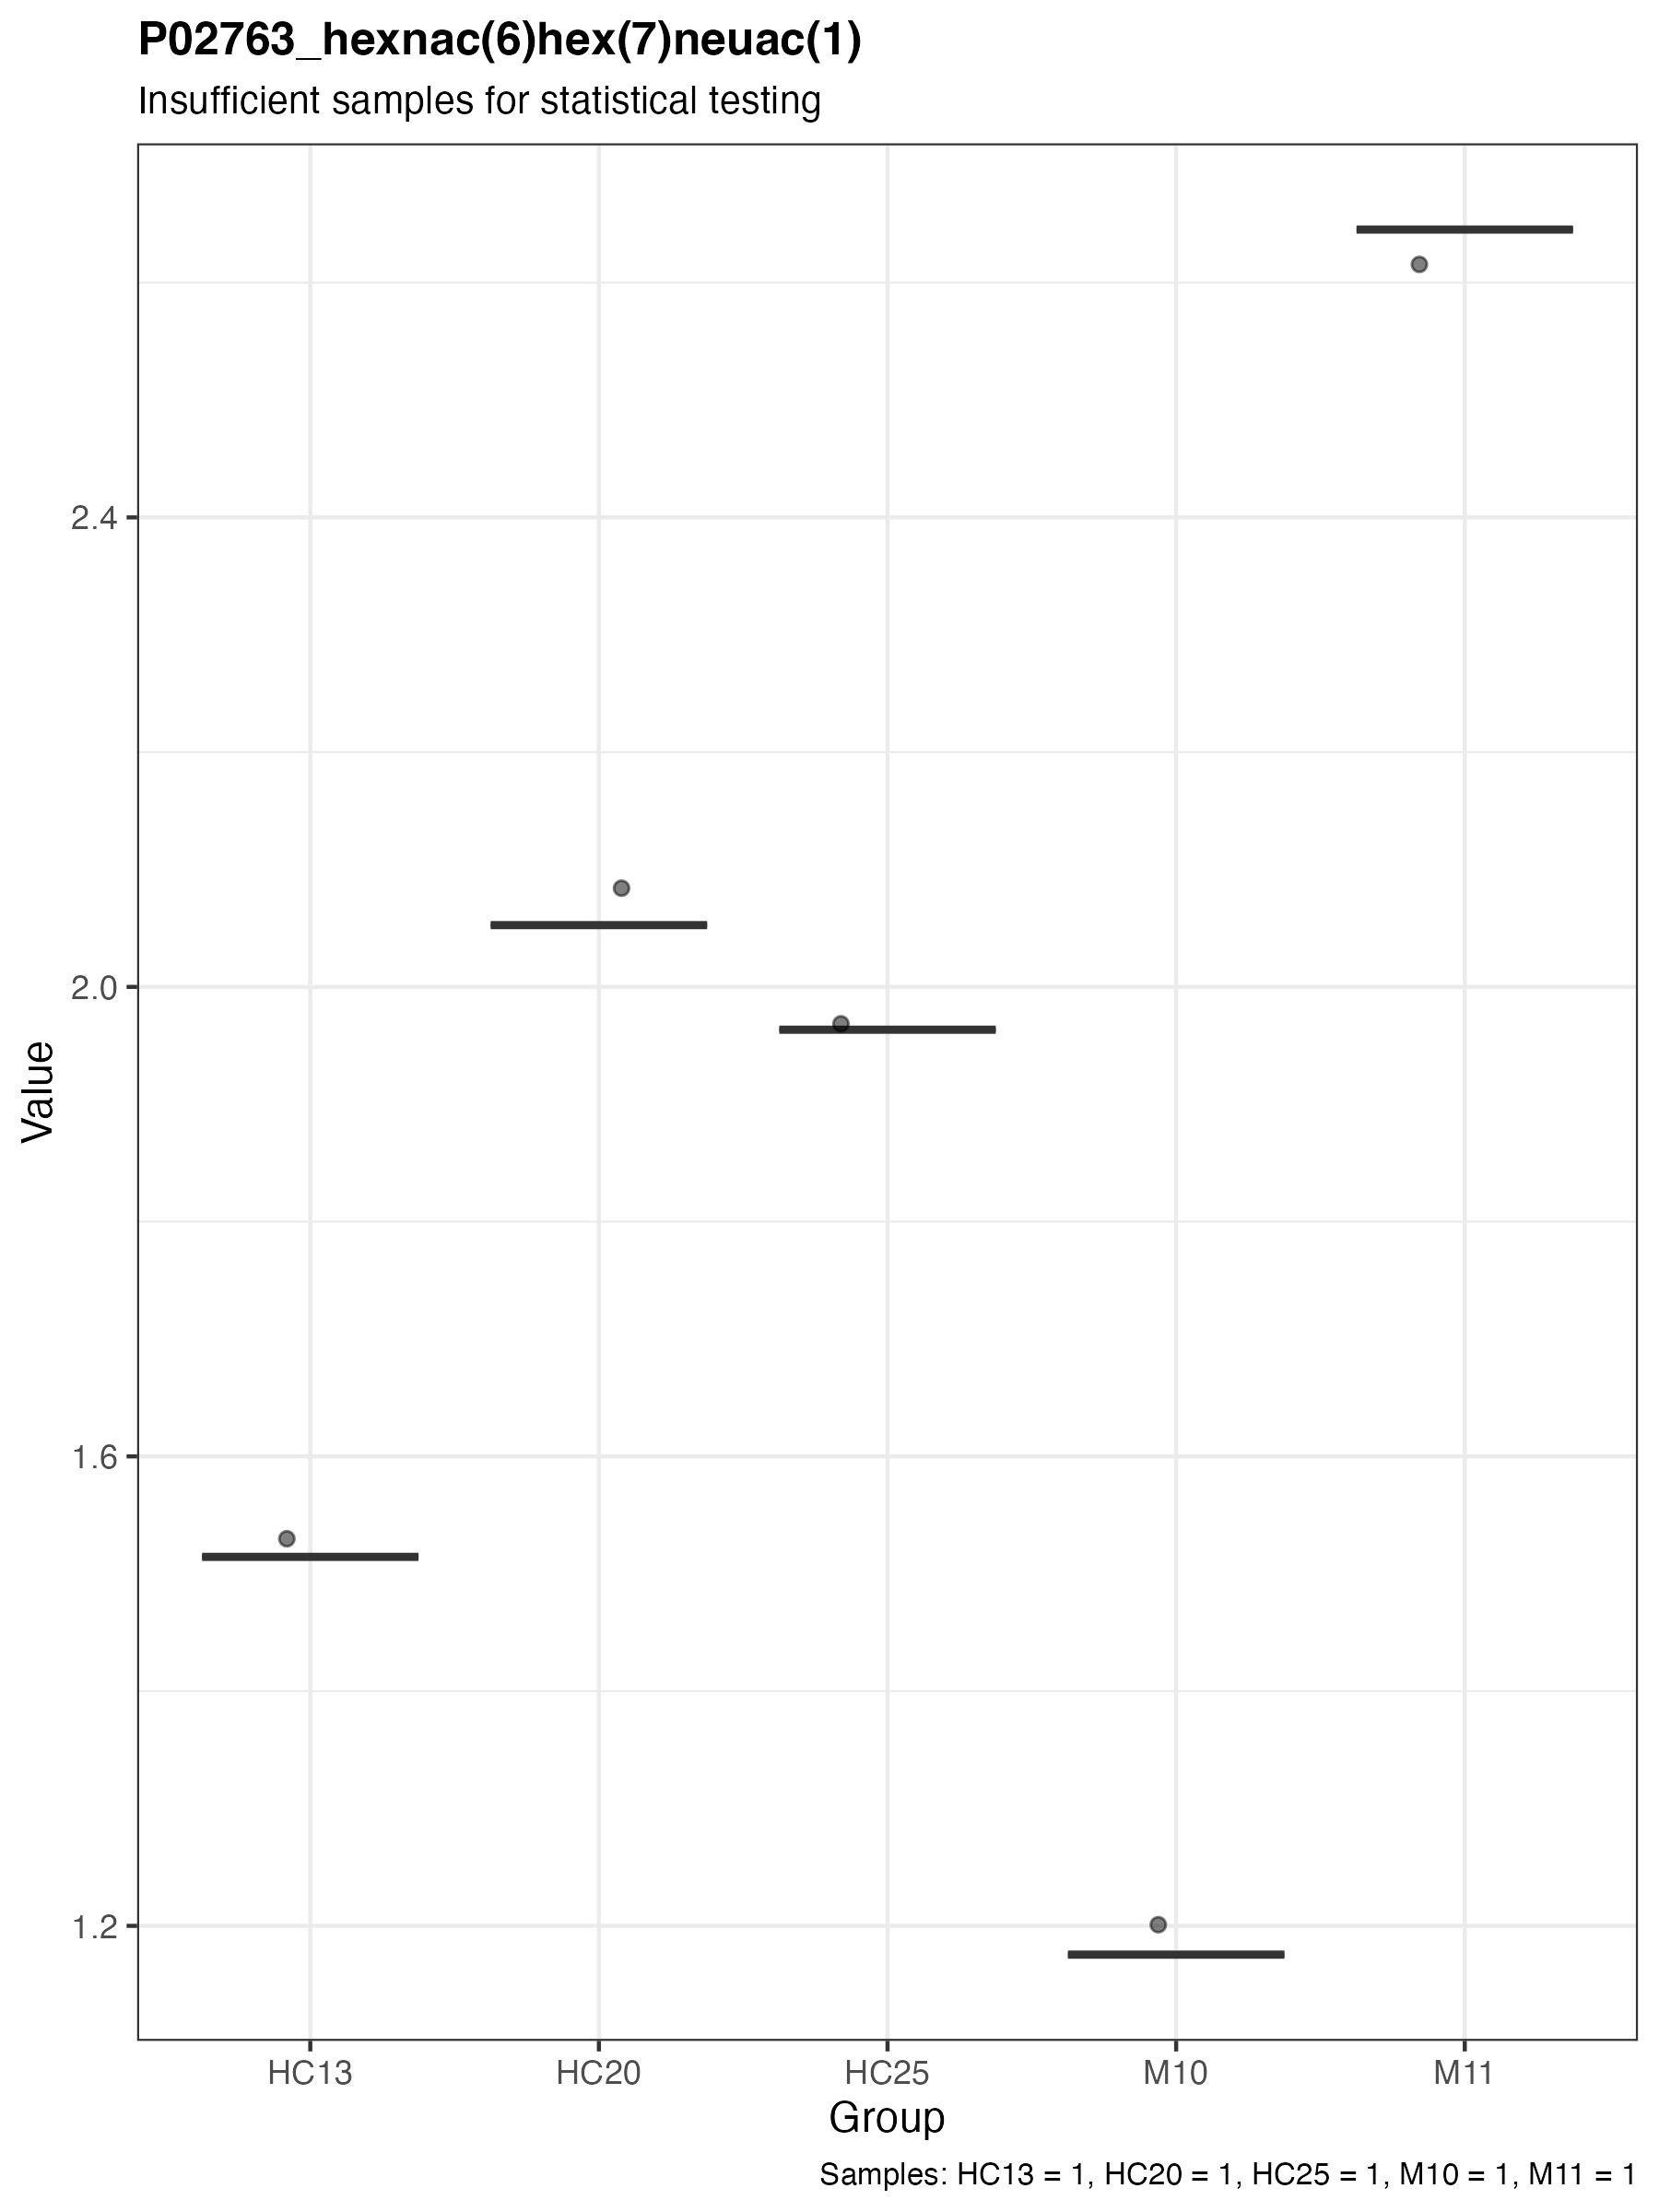 P02763_hexnac(6)hex(7)neuac(1)
Insufficient samples for statistical testing
2.4
2.0
1.6
1.2
Value
HC13 HC20 HC25 M10 M11
Group
Samples: HC13 = 1, HC20 = 1, HC25 = 1, M10 = 1, M11 = 1